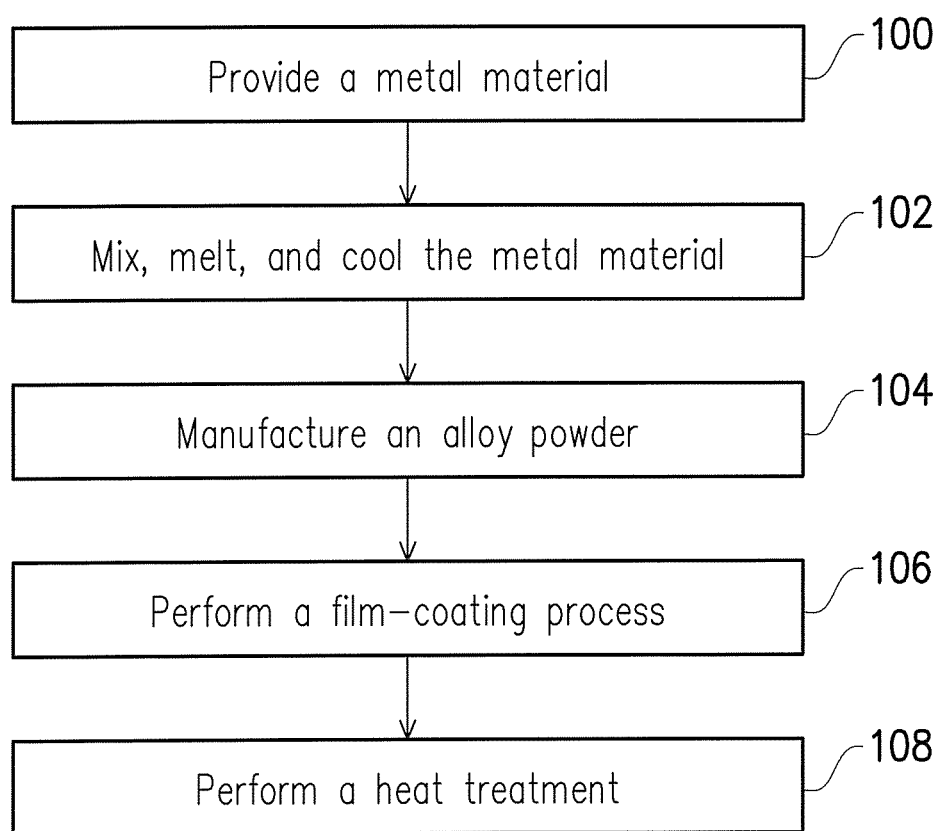 100
Provide a metal material
102
Mix, melt, and cool the metal material
104
Manufacture an alloy powder
106
Perform a film-coating process
108
Perform a heat treatment